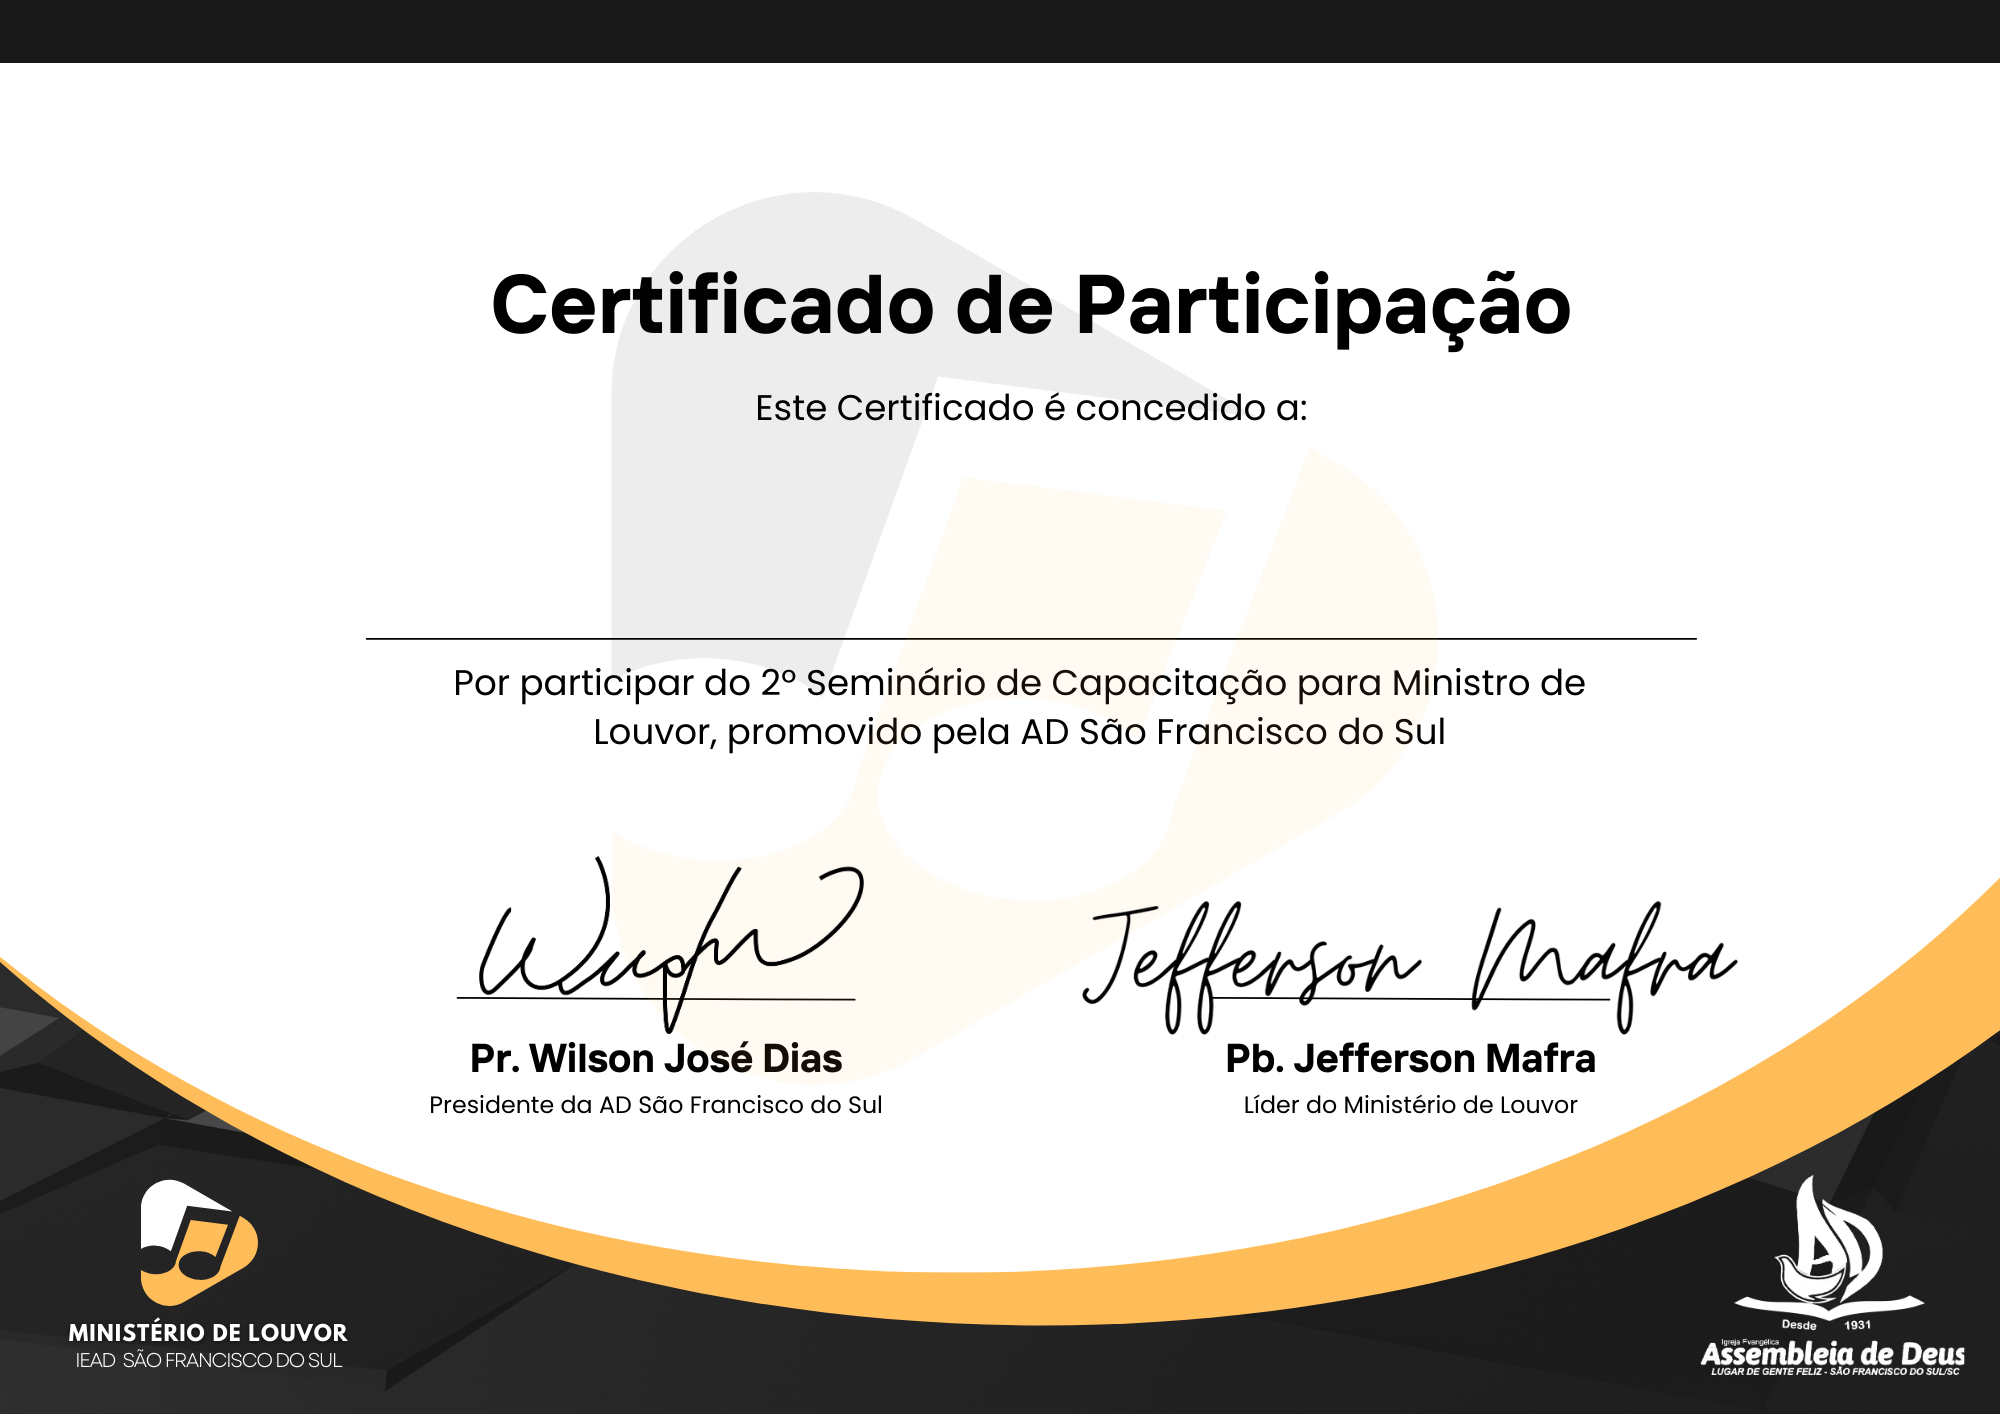 Certificado de Participação
Este Certificado é concedido a:
Por participar do 2º Seminário de Capacitação para Ministro de
Louvor, promovido pela AD São Francisco do Sul
Jefferson Mafra
Pr. Wilson José Dias
Pb. Jefferson Mafra
Presidente da AD São Francisco do Sul
Líder do Ministério de Louvor
MINISTÉRIO DE LOUVOR
IEAD SÃO FRANCISCO DO SUL
AD
Desde 1931
Igreja Evangélica
Assembleia de Deus
LUGAR DE GENTE FELIZ - SÃO FRANCISCO DO SUL/SC